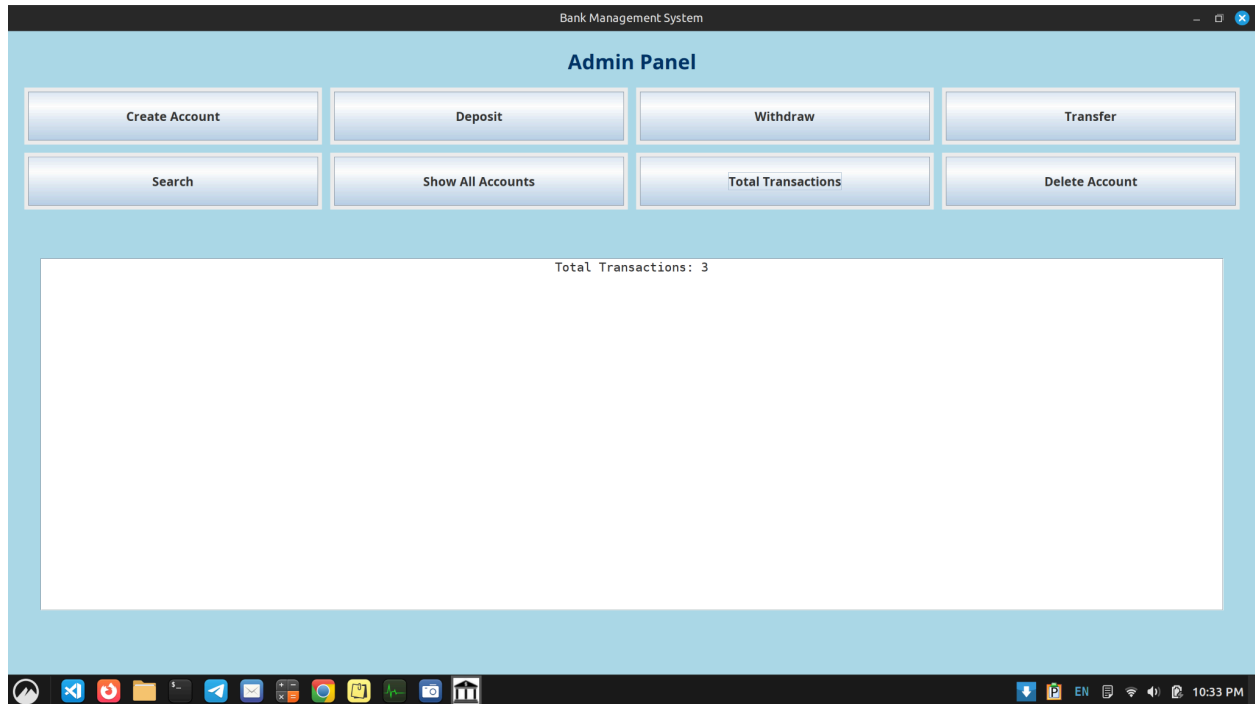 Bank Management System
Admin Panel
Create Account
Deposit
Withdraw
Transfer
Search
Show All Accounts
Total Transactions
Delete Account
Total Transactions: 3
EN
10:33 PM